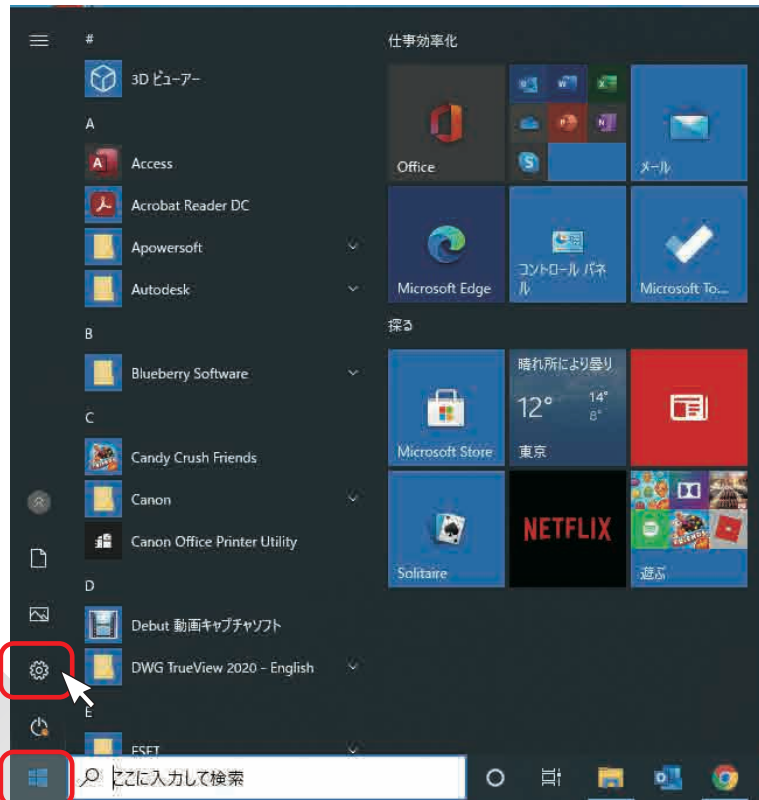 #
3D ビューアー
A
Access
Acrobat Reader DC
Apowersoft
Autodesk
B
Blueberry Software
C
Candy Crush Friends
Canon
Canon Office Printer Utility
D
Debut 動画キャプチャソフト
DWG TrueView 2020 - English
E
ESET
仕事効率化
Office
メール
Microsoft Edge
コントロール パネ
ル
Microsoft To...
探る
Microsoft Store
晴れ所により曇り
12°
14°
8°
東京
Solitaire
NETFLIX
遊ぶ
ここに入力して検索